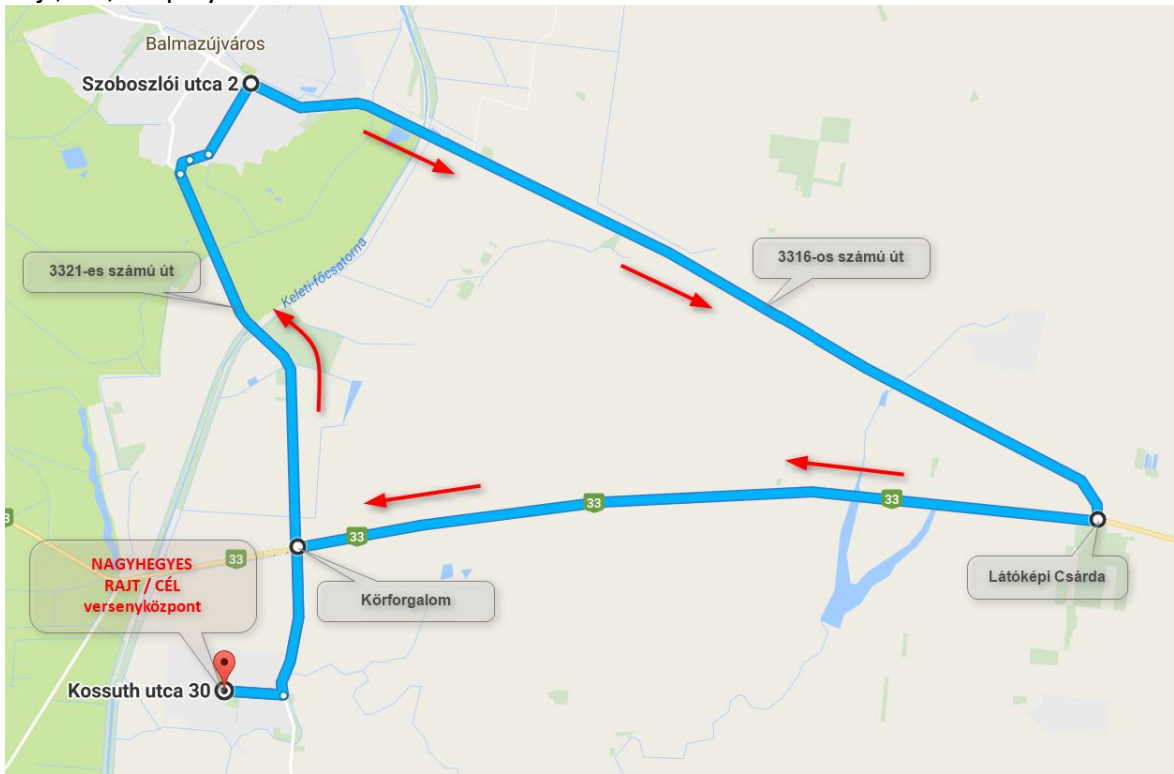 Balmazújváros
Szoboszlói utca 2
3321-es számú út
Keleti-főcsatorna
3316-os számú út
33
33
33
33
3
NAGYHEGYES
RAJT / CÉL
versenyközpont
Körforgalom
Látóképi Csárda
Kossuth utca 30